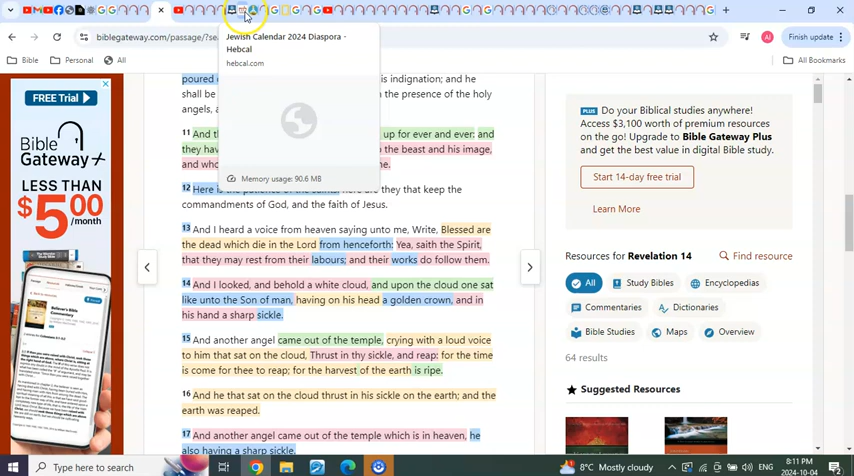 AI
Finish update
biblegateway.com/passage/?sea
Bible
Personal
All
All Bookmarks
Jewish Calendar 2024 Diaspora -
Hebcal
hebcal.com
Memory usage: 90.6 MB
FREE Trial
Bible
Gateway+
LESS THAN
$5.00
/month
poured
is indignation; and he
shall be
the presence of the holy
angels, a
11 And th
up for ever and ever: and
they hav
the beast and his image,
and who
me.
12 Here is the patience of the saints: here are they that keep the
commandments of God, and the faith of Jesus.
13 And I heard a voice from heaven saying unto me, Write, Blessed are
the dead which die in the Lord from henceforth: Yea, saith the Spirit,
that they may rest from their labours; and their works do follow them.
14 And I looked, and behold a white cloud, and upon the cloud one sat
like unto the Son of man, having on his head a golden crown, and in
his hand a sharp sickle.
15 And another angel came out of the temple, crying with a loud voice
to him that sat on the cloud, Thrust in thy sickle, and reap: for the time
is come for thee to reap; for the harvest of the earth is ripe.
16 And he that sat on the cloud thrust in his sickle on the earth; and the
earth was reaped.
17 And another angel came out of the temple which is in heaven, he
also having a sharp sickle.
PLUS Do your Biblical studies anywhere!
Access $3,100 worth of premium resources
on the go! Upgrade to Bible Gateway Plus
and get the best value in digital Bible study.
Start 14-day free trial
Learn More
Resources for Revelation 14
Find resource
All
Study Bibles
Encyclopedias
Commentaries
Dictionaries
Bible Studies
Maps
Overview
64 results
Suggested Resources
Type here to search
8°C Mostly cloudy
ENG
8:11 PM
2024-10-04
2